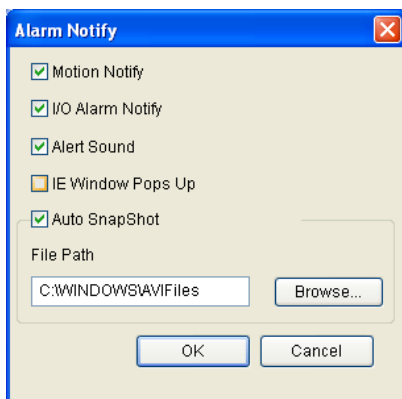 Alarm Notify
Motion Notify
I/O Alarm Notify
Alert Sound
IE Window Pops Up
Auto SnapShot
File Path
C:\WINDOWS\AVIFiles
Browse...
OK
Cancel